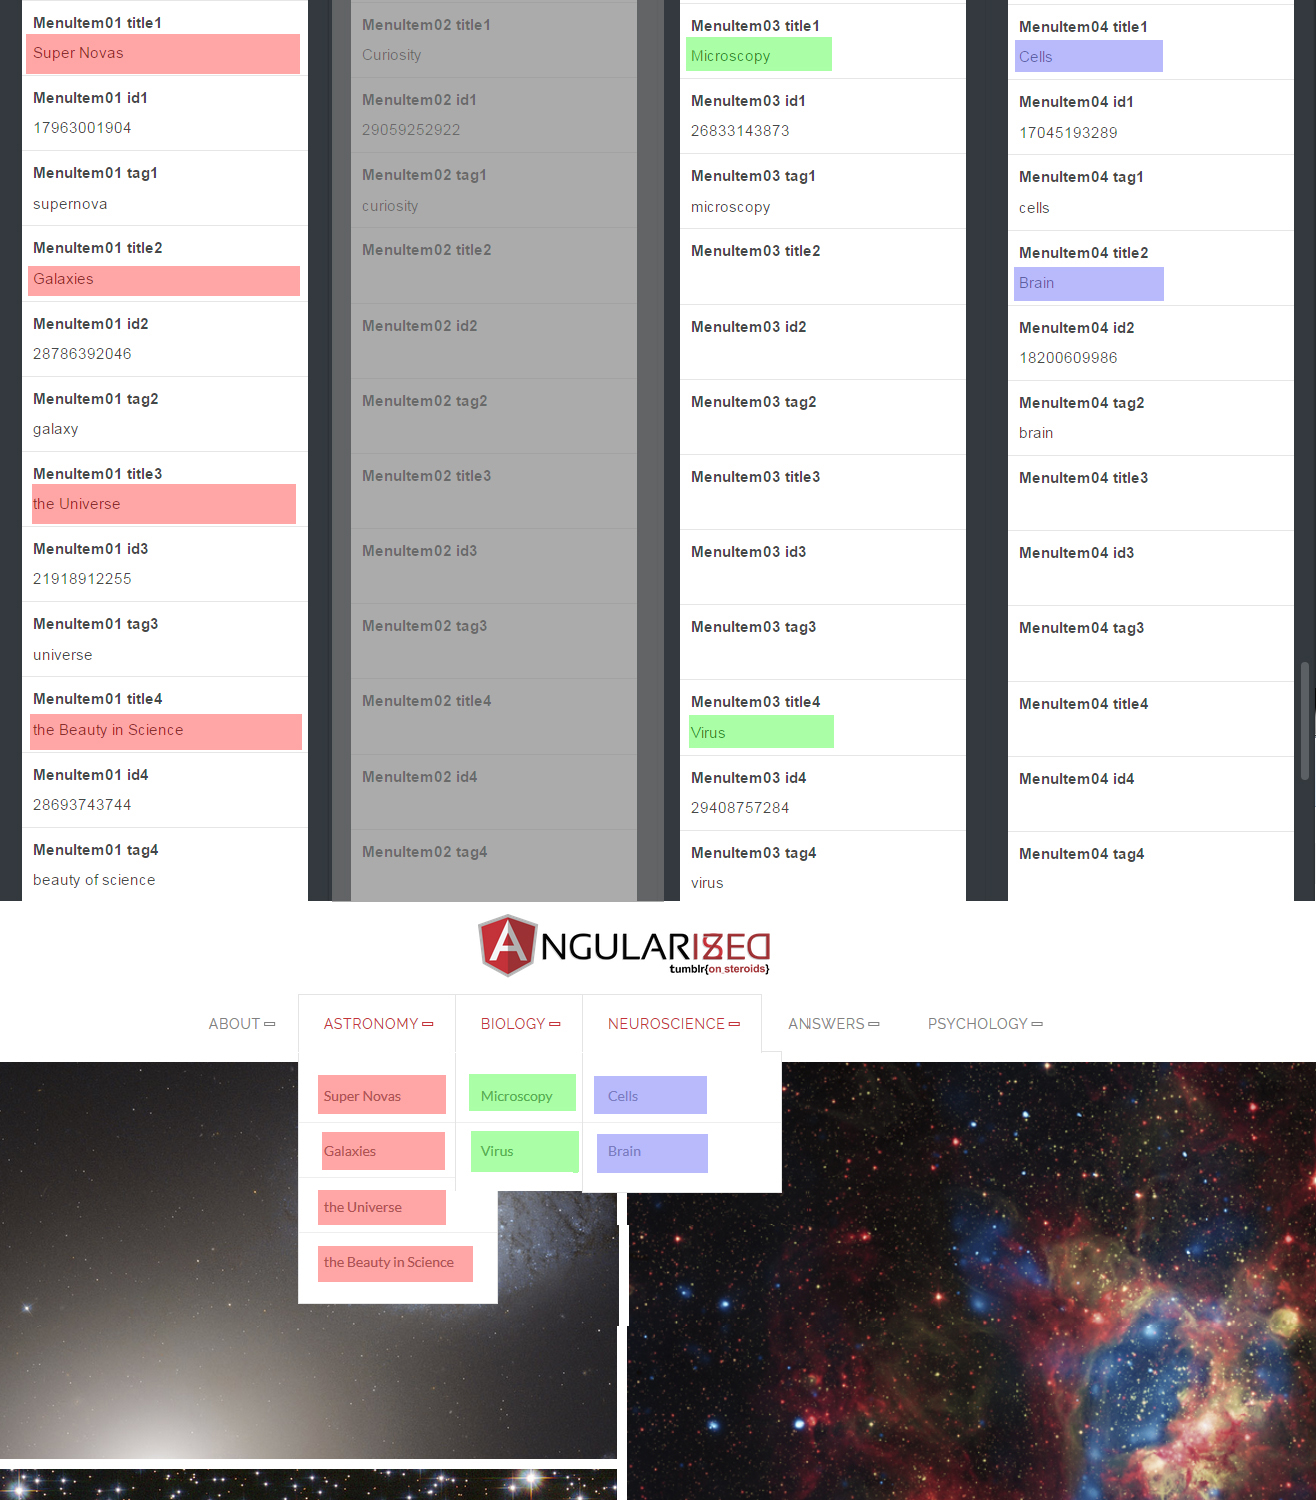 MenuItem01 title1
Super Novas
MenuItem01 id1
17963001904
MenuItem01 tag1
supernova
MenuItem01 title2
Galaxies
MenuItem01 id2
28786392046
MenuItem01 tag2
galaxy
MenuItem01 title3
the Universe
MenuItem01 id3
21918912255
MenuItem01 tag3
universe
MenuItem01 title4
the Beauty in Science
MenuItem01 id4
28693743744
MenuItem01 tag4
beauty of science
MenuItem02 title1
Curiosity
MenuItem02 id1
29059252922
MenuItem02 tag1
curiosity
MenuItem02 title2
MenuItem02 id2
MenuItem02 tag2
MenuItem02 title3
MenuItem02 id3
MenuItem02 tag3
MenuItem02 title4
MenuItem02 id4
MenuItem02 tag4
MenuItem03 title1
Microscopy
MenuItem03 id1
26833143873
MenuItem03 tag1
microscopy
MenuItem03 title2
MenuItem03 id2
MenuItem03 tag2
MenuItem03 title3
MenuItem03 id3
MenuItem03 tag3
MenuItem03 title4
Virus
MenuItem03 id4
29408757284
MenuItem03 tag4
virus
MenuItem04 title1
Cells
MenuItem04 id1
17045193289
MenuItem04 tag1
cells
MenuItem04 title2
Brain
MenuItem04 id2
18200609986
MenuItem04 tag2
brain
MenuItem04 title3
MenuItem04 id3
MenuItem04 tag3
MenuItem04 title4
MenuItem04 id4
MenuItem04 tag4
ANGULARIZED
tumblr{on_steroids}
ABOUT ASTRONOMY BIOLOGY NEUROSCIENCE ANSWERS PSYCHOLOGY
Super Novas
Galaxies
the Universe
the Beauty in Science
Microscopy
Virus
Cells
Brain